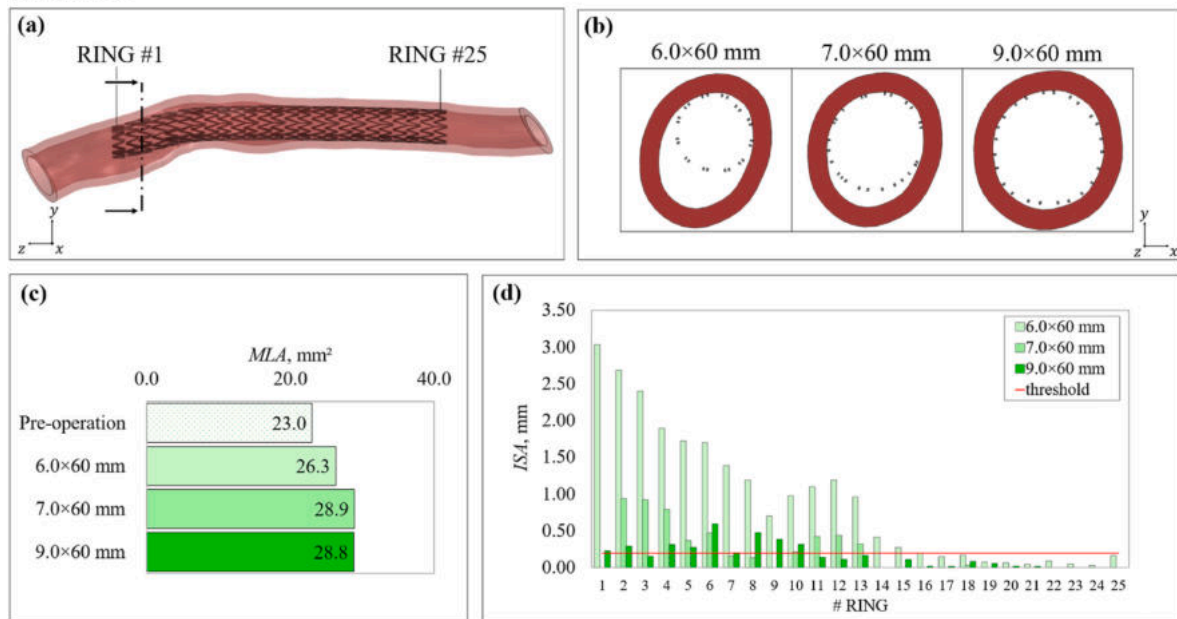 (a)
RING #1
RING #25
y
z
x
(b)
6.0×60 mm
7.0×60 mm
9.0×60 mm
y
z
x
(c)
MLA, mm²
0.0
20.0
40.0
Pre-operation
23.0
6.0×60 mm
26.3
7.0×60 mm
28.9
9.0×60 mm
28.8
(d)
3.50
3.00
2.50
2.00
1.50
1.00
0.50
0.00
ISA, mm
6.0×60 mm
7.0×60 mm
9.0×60 mm
threshold
1 2 3 4 5 6 7 8 9 10 11 12 13 14 15 16 17 18 19 20 21 22 23 24 25
# RING